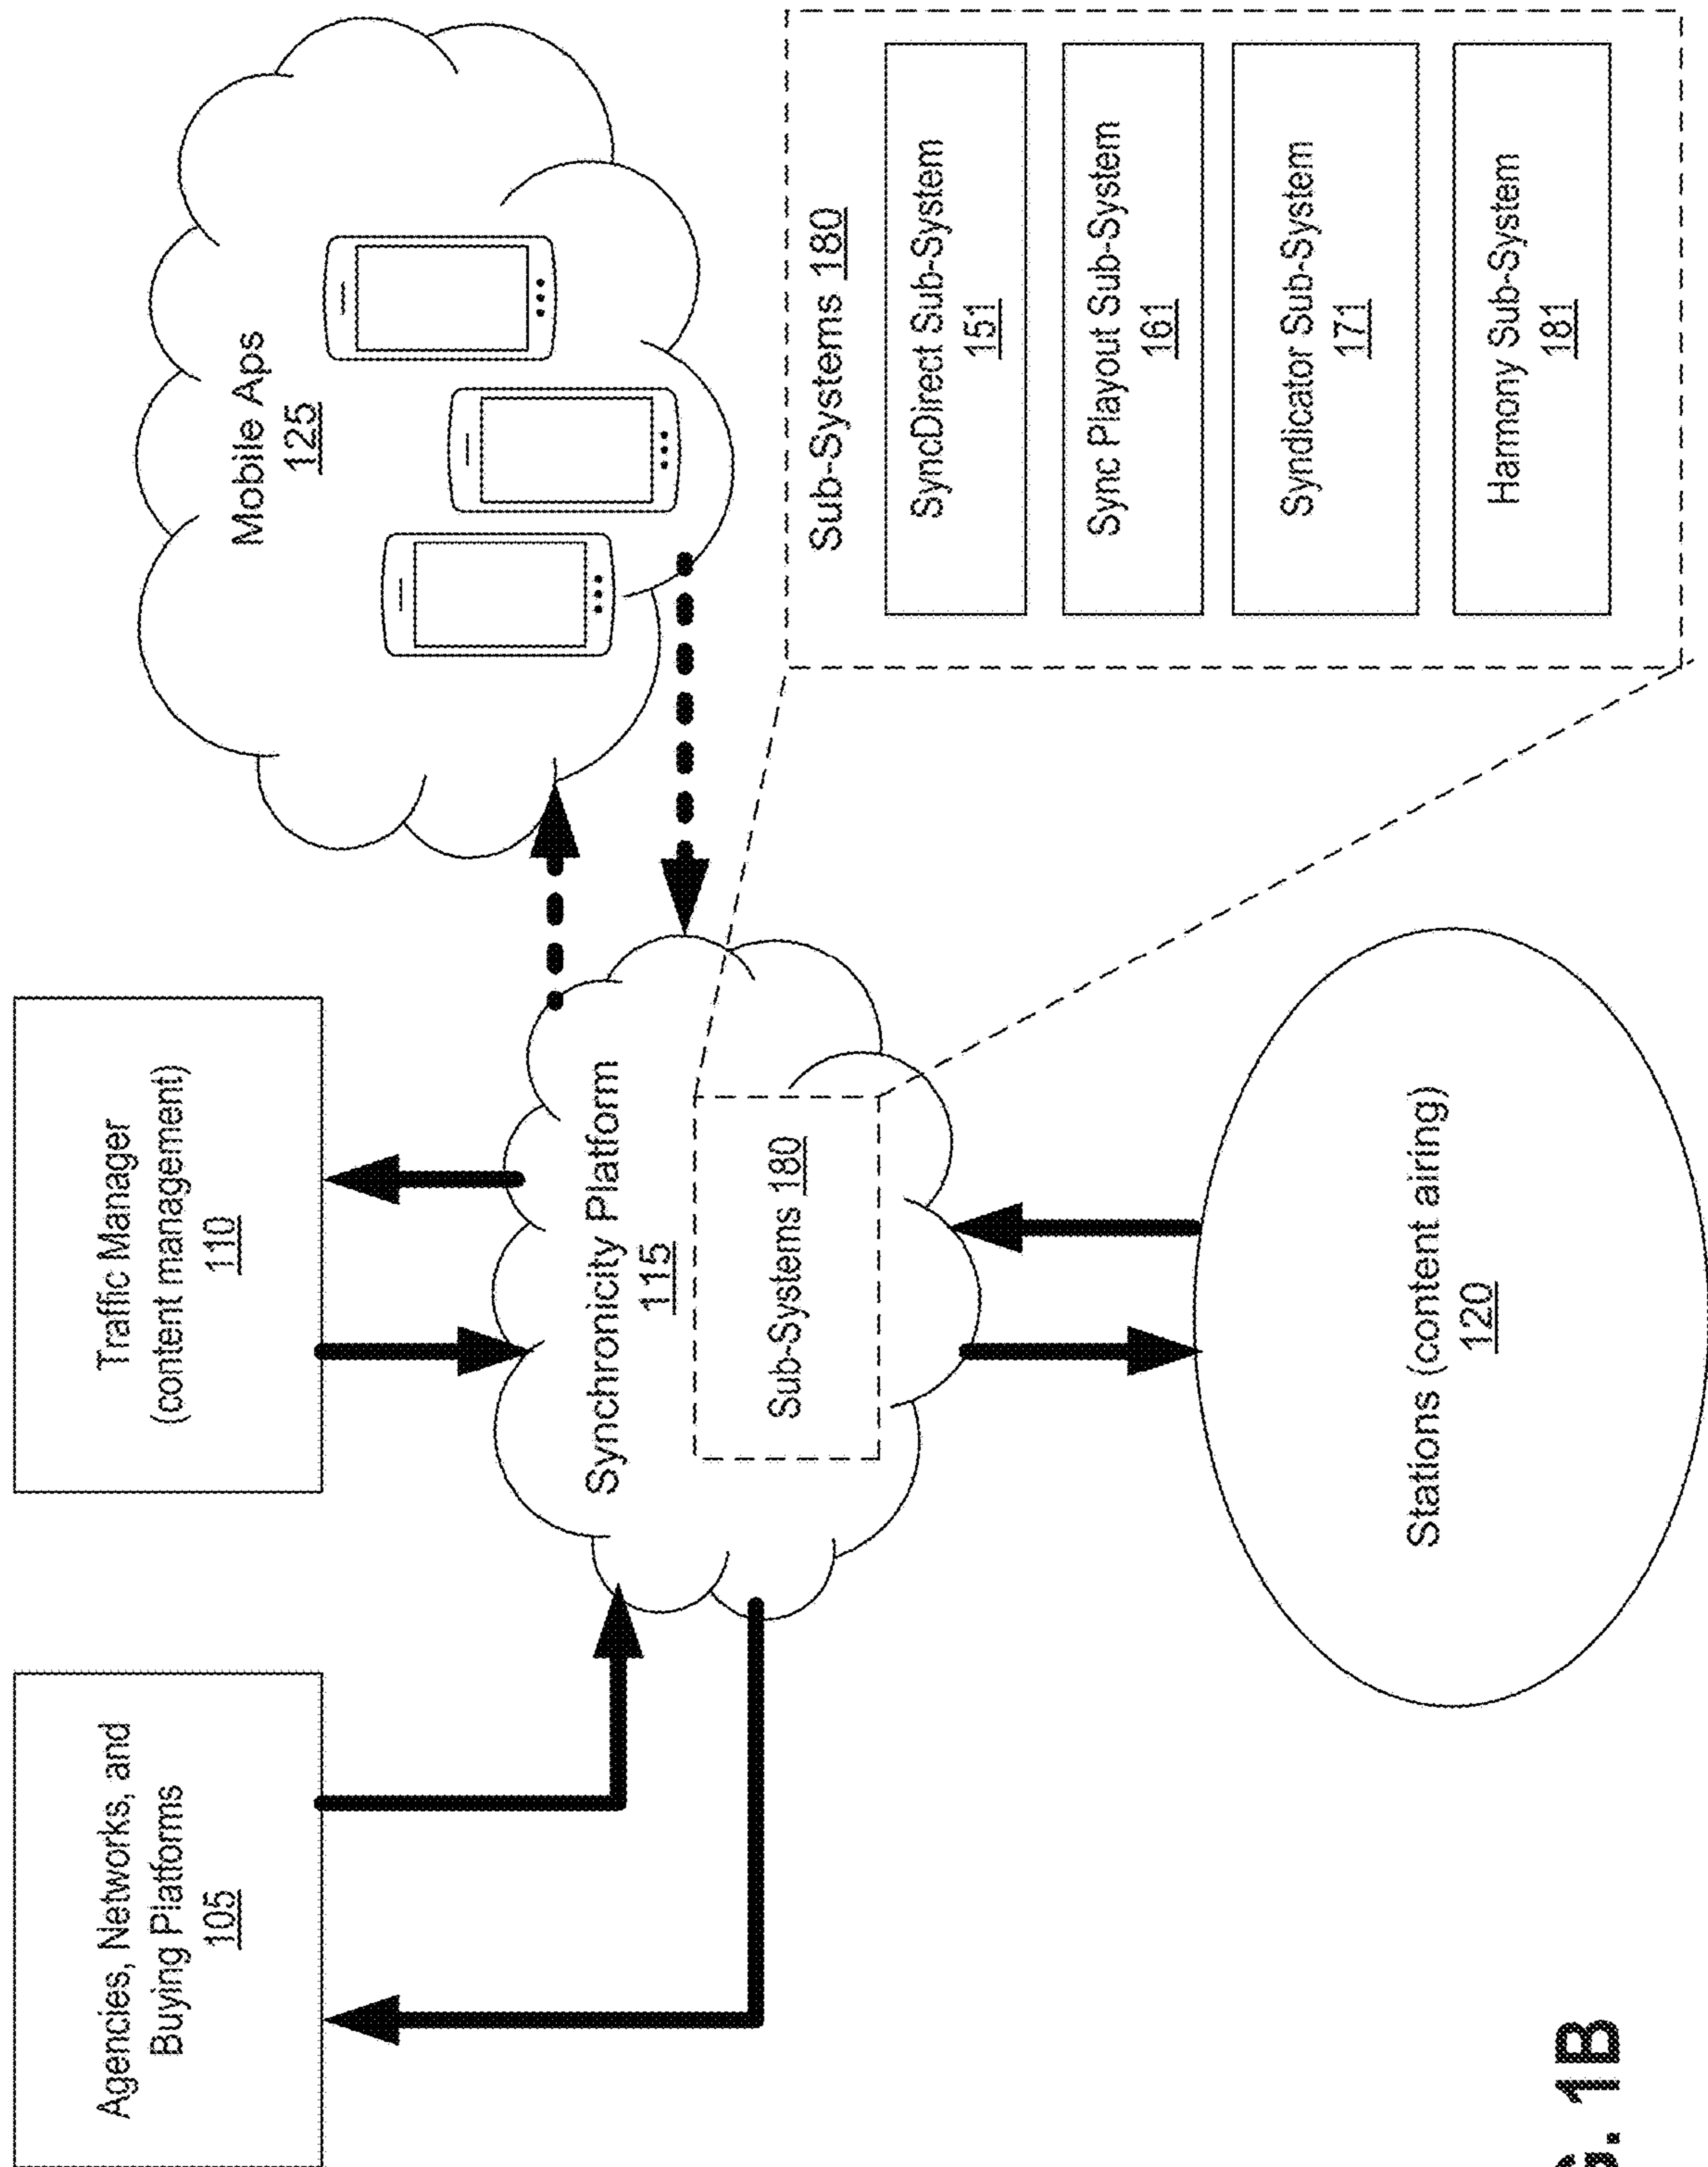 Agencies, Networks, and
Buying Platforms
105
Traffic Manager
(content management)
110
Mobile Aps
125
Synchronicity Platform
115
Sub-Systems 180
Stations (content airing)
120
Sub-Systems 180
SyncDirect Sub-System
151
Sync Playout Sub-System
161
Syndicator Sub-System
171
Harmony Sub-System
181
G. 1B